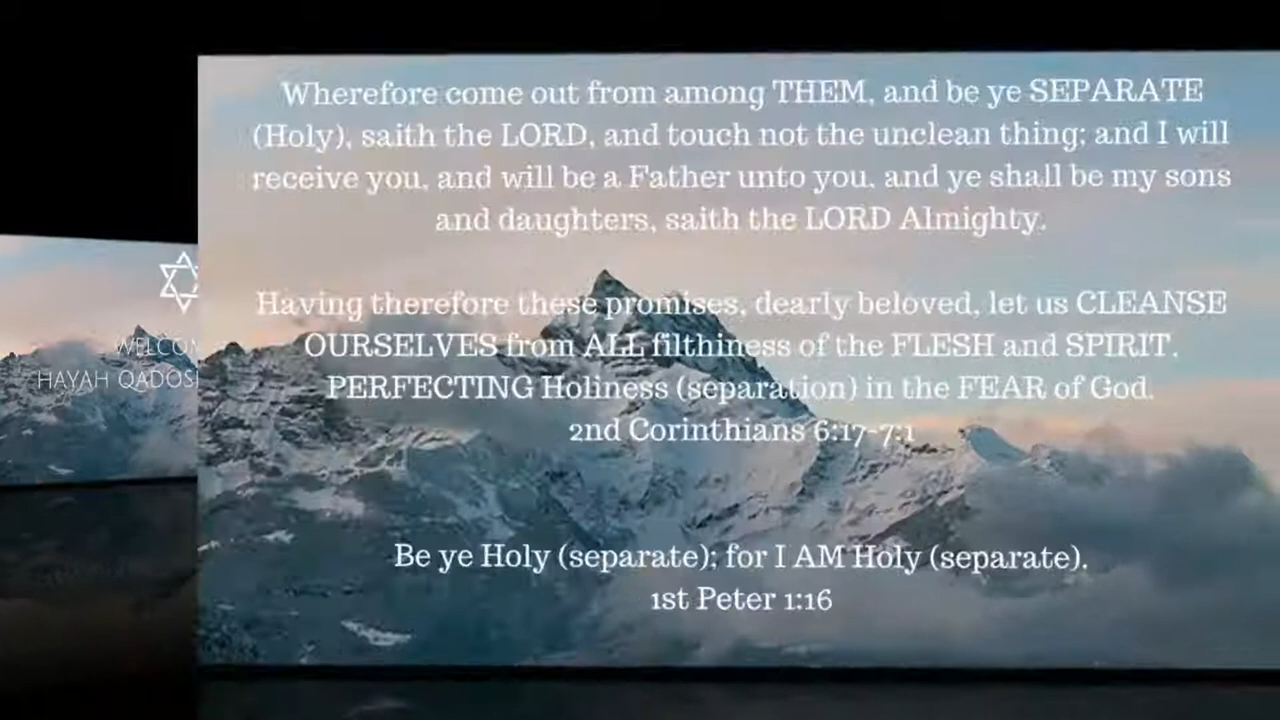 Wherefore come out from among THEM, and be ye SEPARATE
(Holy), saith the LORD, and touch not the unclean thing; and I will
receive you, and will be a Father unto you, and ye shall be my sons
and daughters, saith the LORD Almighty.
Having therefore these promises, dearly beloved, let us CLEANSE
OURSELVES from ALL filthiness of the FLESH and SPIRIT,
PERFECTING Holiness (separation) in the FEAR of God.
2nd Corinthians 6:17-7:1
Be ye Holy (separate); for I AM Holy (separate).
1st Peter 1:16
HAYAH